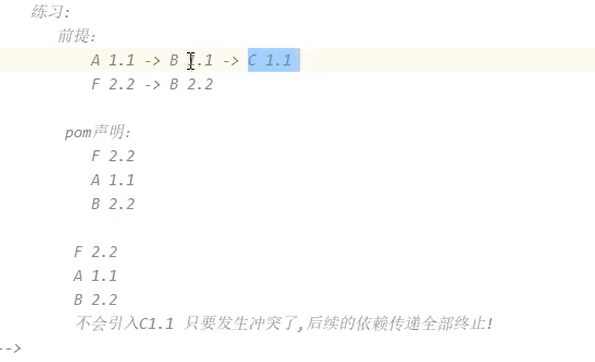 练习:
前提:
A 1.1 -> B 1.1 -> C 1.1
F 2.2 -> B 2.2
pom声明:
F 2.2
A 1.1
B 2.2
F 2.2
A 1.1
B 2.2
不会引入C1.1 只要发生冲突了,后续的依赖传递全部终止!
-->